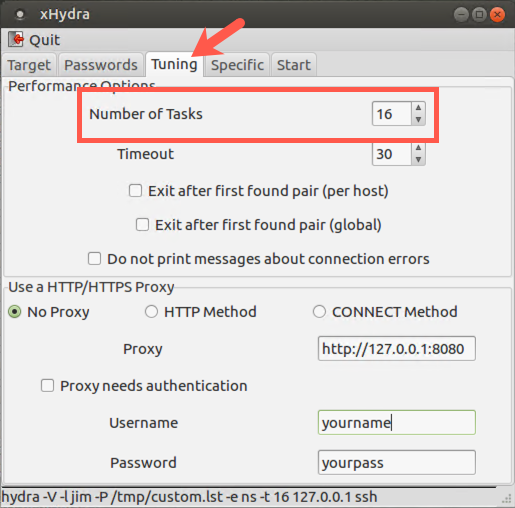 xHydra
Quit
Target Passwords Tuning Specific Start
Performance Options
Number of Tasks 16
Timeout 30
Exit after first found pair (per host)
Exit after first found pair (global)
Do not print messages about connection errors
Use a HTTP/HTTPS Proxy
No Proxy HTTP Method CONNECT Method
Proxy http://127.0.0.1:8080
Proxy needs authentication
Username yourname
Password yourpass
hydra -V -l jim -P /tmp/custom.lst -e ns -t 16 127.0.0.1 ssh